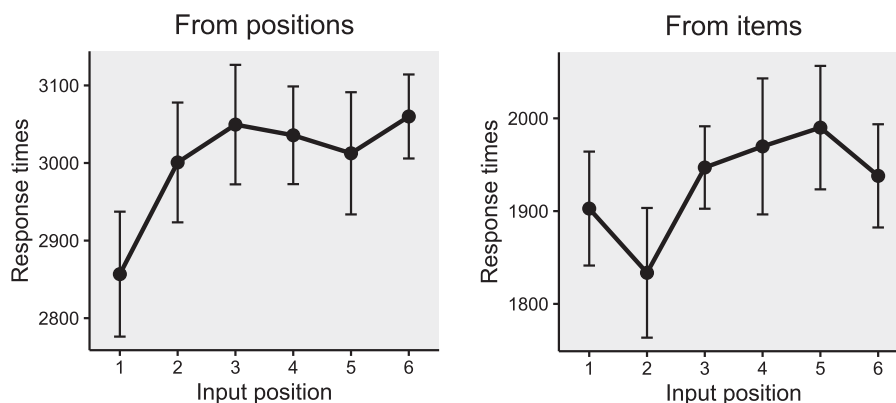 From positions
Response times
3100
3000
2900
2800
1 2 3 4 5 6
Input position
From items
Response times
2000
1900
1800
1 2 3 4 5 6
Input position